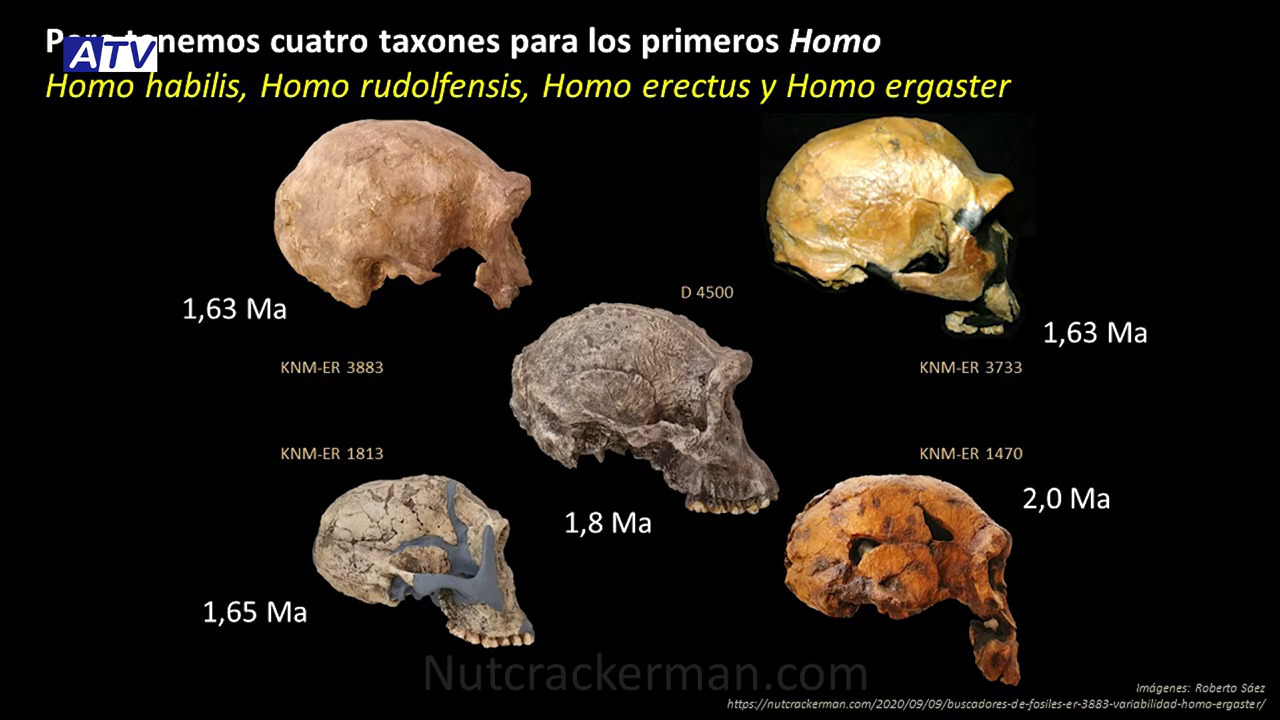 Pero tenemos cuatro taxones para los primeros Homo
ATV
Homo habilis, Homo rudolfensis, Homo erectus y Homo ergaster
D 4500
1,63 Ma
1,63 Ma
KNM-ER 3883
KNM-ER 3733
KNM-ER 1813
KNM-ER 1470
2,0 Ma
1,8 Ma
1,65 Ma
Nutcrackerman.com
Imágenes: Roberto Sáez
https://nutcrackerman.com/2020/09/09/buscadores-de-fosiles-er-3883-variabilidad-homo-ergaster/